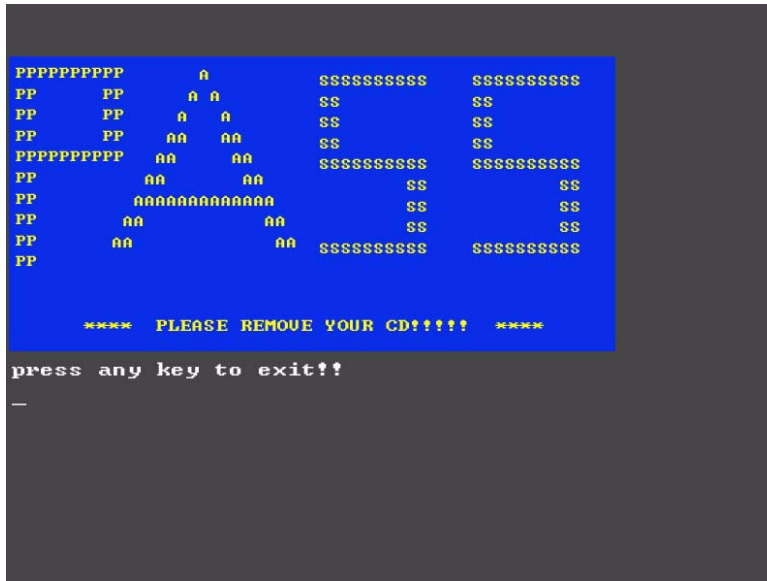 PPPPPPPPPP A SSSSSSSSSS SSSSSSSSSS
PP PP A A SS SS
PP PP A A SS SS
PP PP AA AA SS SS
PPPPPPPPPP AA AA SSSSSSSSSS SSSSSSSSSS
PP AA AA SS SS
PP AAAAAAAAAAAAA SS SS
PP AA AA SS SS
PP AA AA SSSSSSSSSS SSSSSSSSSS
PP
**** PLEASE REMOVE YOUR CD!!!!! ****
press any key to exit!!
_